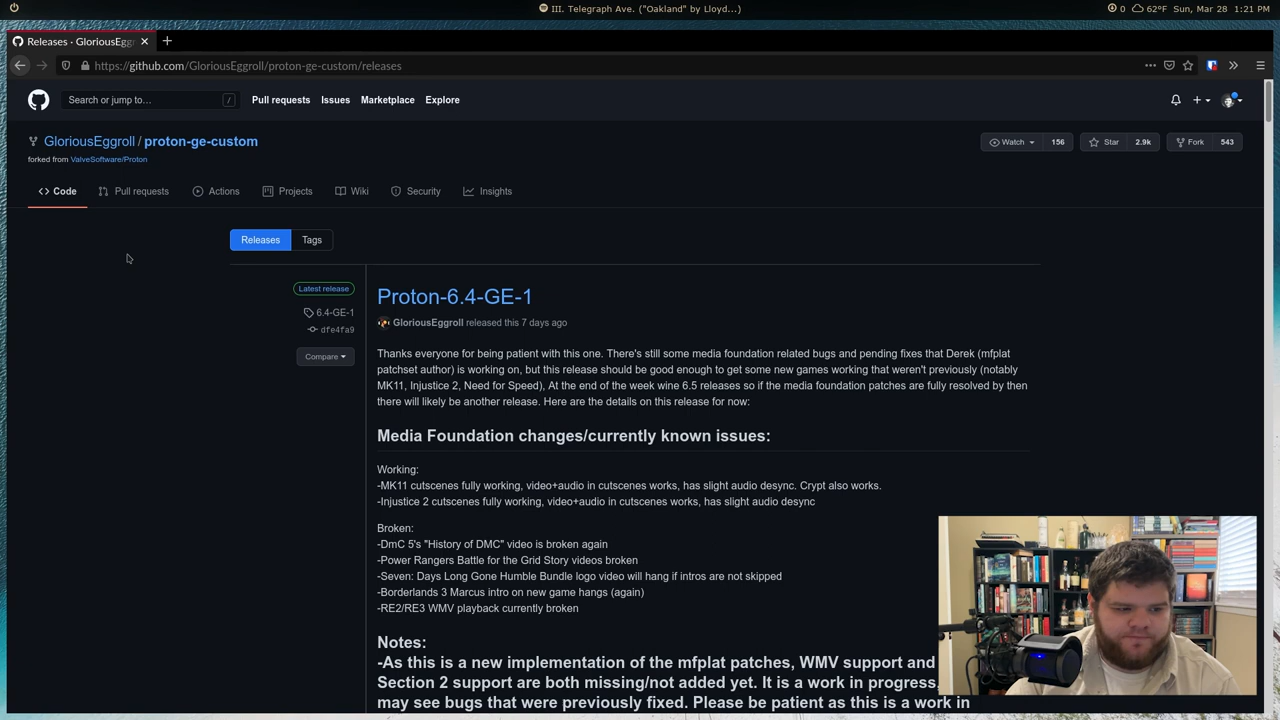 III. Telegraph Ave. ("Oakland" by Lloyd...)
0 62°F Sun, Mar 28 1:21 PM
Releases · GloriousEggr
https://github.com/GloriousEggroll/proton-ge-custom/releases
Search or jump to... / Pull requests Issues Marketplace Explore
GloriousEggroll / proton-ge-custom
Watch 156 Star 2.9k Fork 543
forked from ValveSoftware/Proton
Code Pull requests Actions Projects Wiki Security Insights
Releases Tags
Latest release
6.4-GE-1
dfe4fa9
Compare
Proton-6.4-GE-1
GloriousEggroll released this 7 days ago
Thanks everyone for being patient with this one. There's still some media foundation related bugs and pending fixes that Derek (mfplat
patchset author) is working on, but this release should be good enough to get some new games working that weren't previously (notably
MK11, Injustice 2, Need for Speed), At the end of the week wine 6.5 releases so if the media foundation patches are fully resolved by then
there will likely be another release. Here are the details on this release for now:
Media Foundation changes/currently known issues:
Working:
-MK11 cutscenes fully working, video+audio in cutscenes works, has slight audio desync. Crypt also works.
-Injustice 2 cutscenes fully working, video+audio in cutscenes works, has slight audio desync
Broken:
-DmC 5's "History of DMC" video is broken again
-Power Rangers Battle for the Grid Story videos broken
-Seven: Days Long Gone Humble Bundle logo video will hang if intros are not skipped
-Borderlands 3 Marcus intro on new game hangs (again)
-RE2/RE3 WMV playback currently broken
Notes:
-As this is a new implementation of the mfplat patches, WMV support and
Section 2 support are both missing/not added yet. It is a work in progress,
may see bugs that were previously fixed. Please be patient as this is a work in